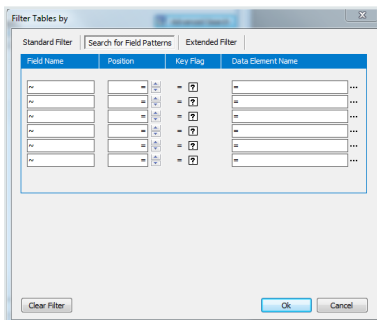 Filter Tables by
Standard Filter Search for Field Patterns Extended Filter
Field Name Position Key Flag Data Element Name
~ = = ? = ...
~ = = ? = ...
~ = = ? = ...
~ = = ? = ...
~ = = ? = ...
~ = = ? = ...
Clear Filter Ok Cancel